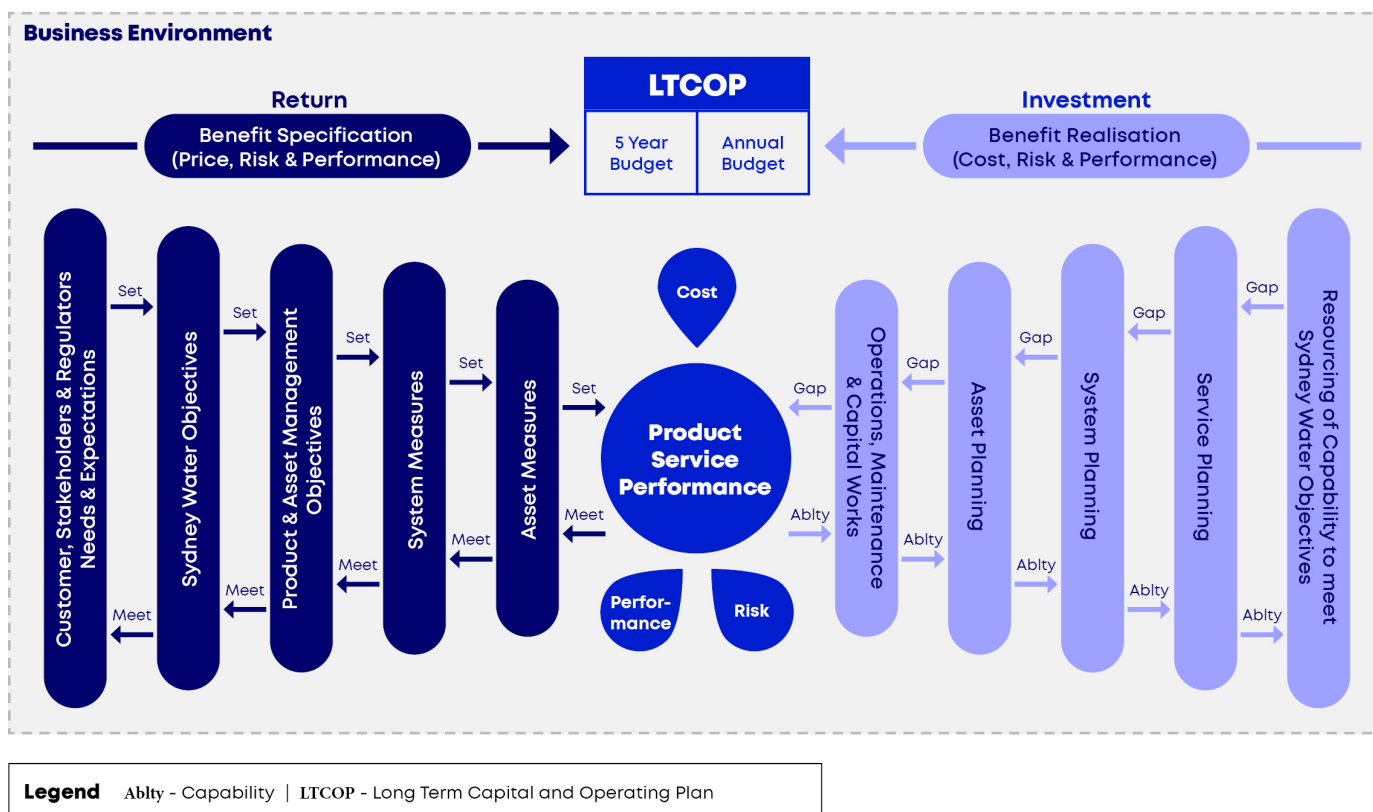 Business Environment
Return
Benefit Specification
(Price, Risk & Performance)
LTCOP
5 Year
Budget
Annual
Budget
Investment
Benefit Realisation
(Cost, Risk & Performance)
Customer, Stakeholders & Regulators
Needs & Expectations
Set
Meet
Sydney Water Objectives
Set
Meet
Product & Asset Management
Objectives
Set
Meet
System Measures
Set
Meet
Asset Measures
Set
Meet
Cost
Product
Service
Performance
Perfor-
mance
Risk
Gap
Ablty
Operations, Maintenance
& Capital Works
Gap
Ablty
Asset Planning
Gap
Ablty
System Planning
Gap
Ablty
Service Planning
Gap
Ablty
Resourcing of Capability to meet
Sydney Water Objectives
Legend Ablty - Capability | LTCOP - Long Term Capital and Operating Plan